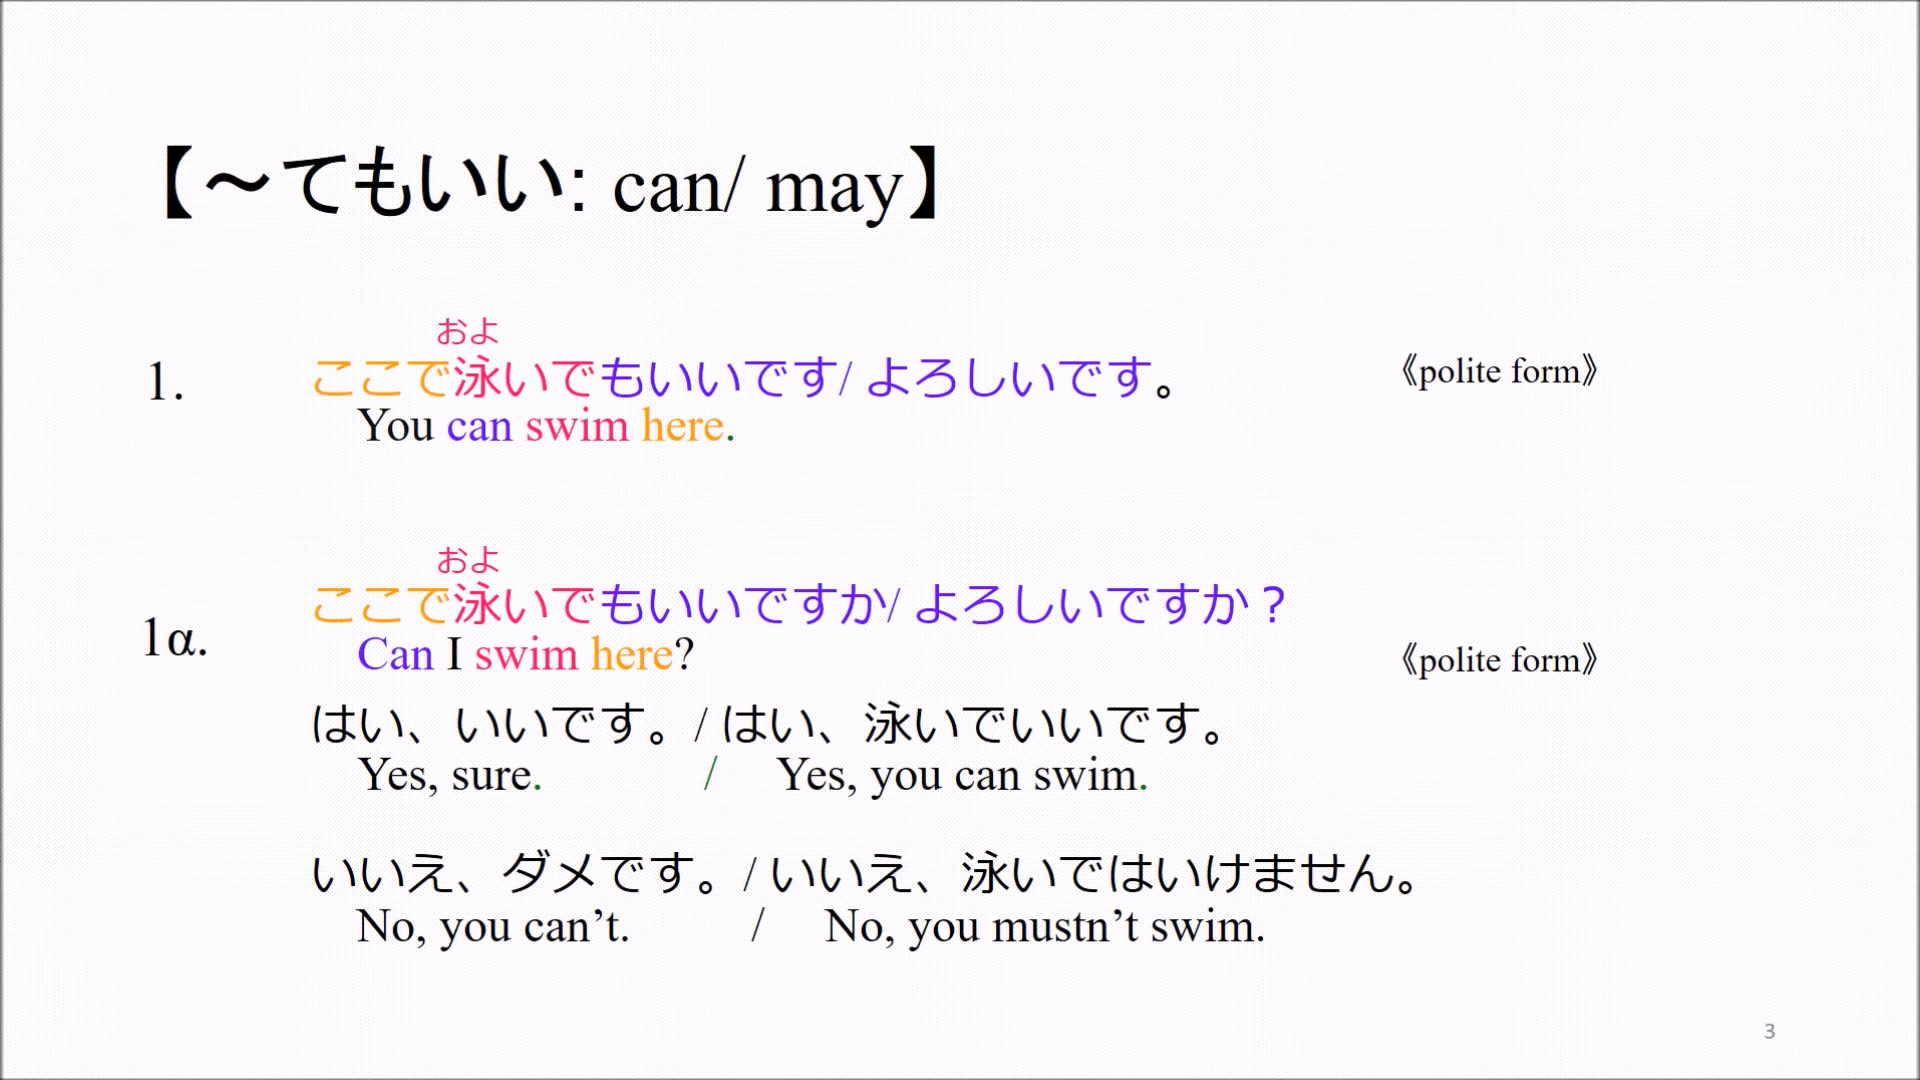 【～てもいい: can/ may】
およ
1.
ここで泳いでもいいです/ よろしいです。
《polite form》
You can swim here.
およ
ここで泳いでもいいですか/ よろしいですか？
1α.
Can I swim here?
《polite form》
はい、いいです。/ はい、泳いでいいです。
Yes, sure. / Yes, you can swim.
いいえ、ダメです。/ いいえ、泳いではいけません。
No, you can’t. / No, you mustn’t swim.
3